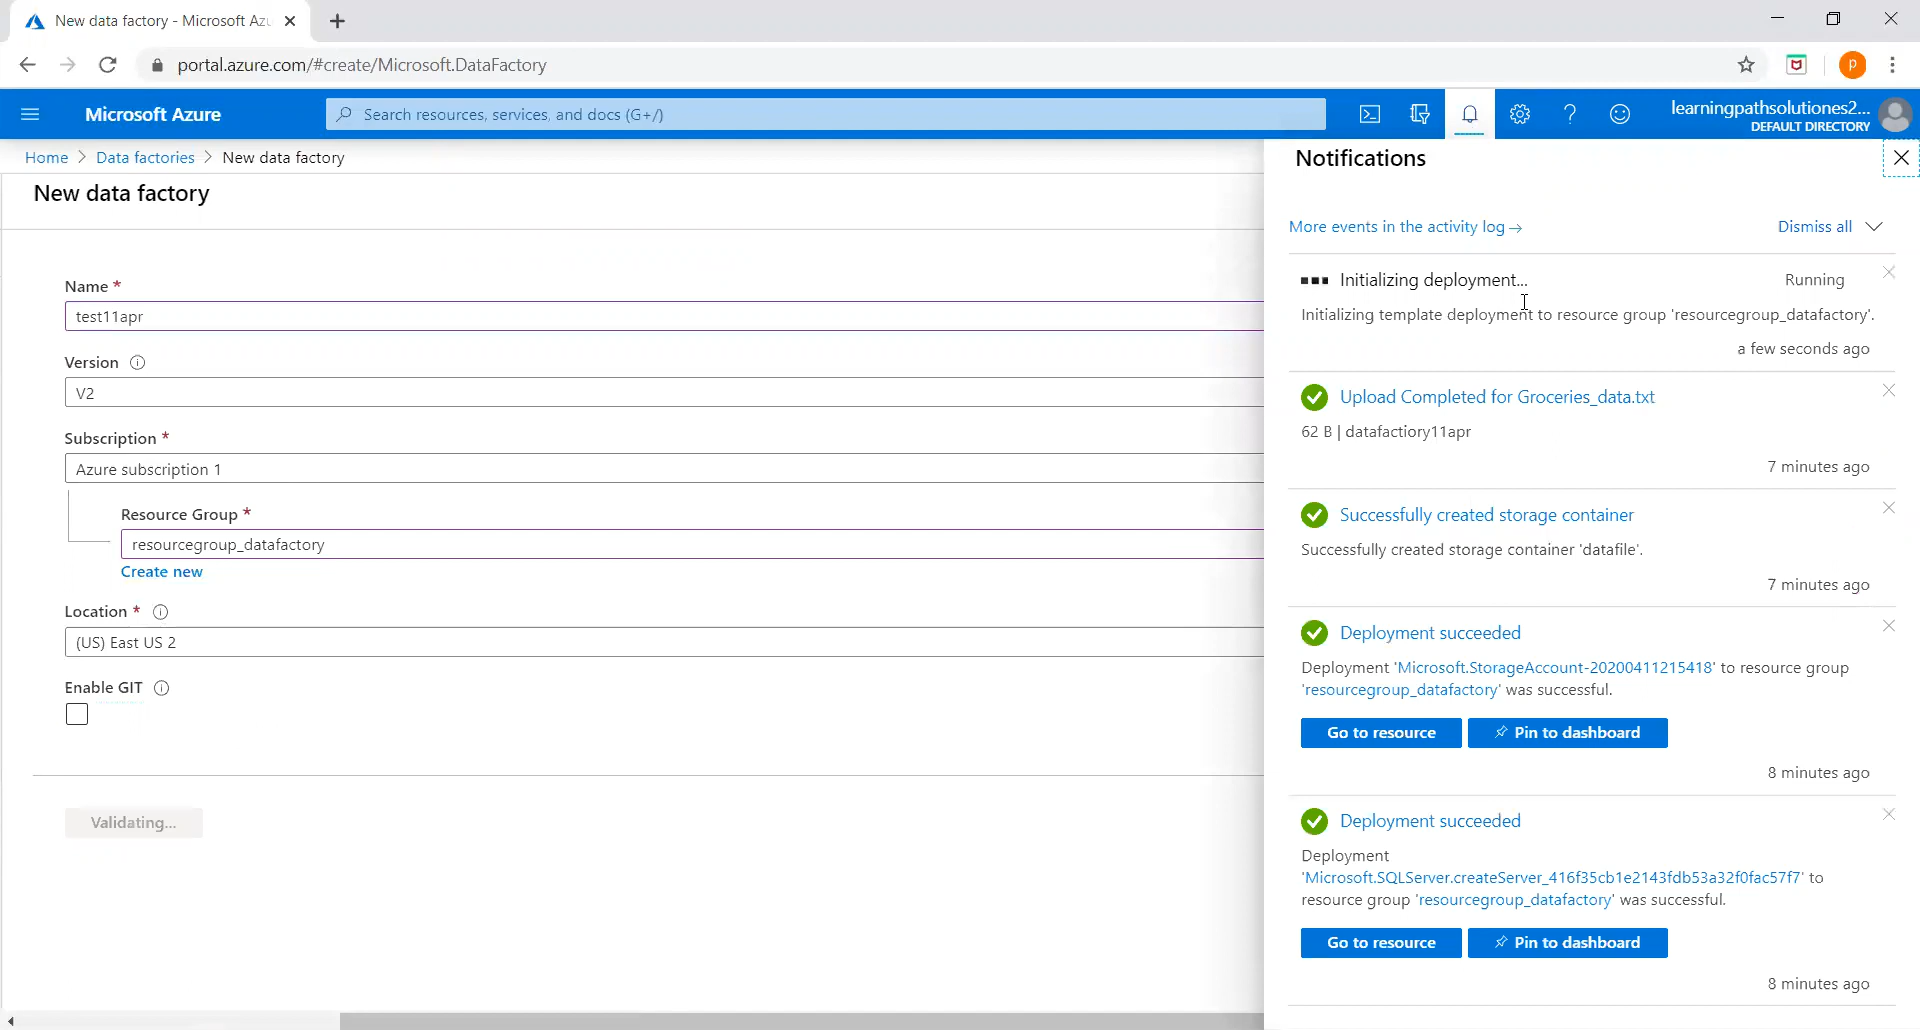 New data factory - Microsoft Azu
portal.azure.com/#create/Microsoft.DataFactory
P
Microsoft Azure
Search resources, services, and docs (G+/)
learningpathsolutiones2...
DEFAULT DIRECTORY
Home > Data factories > New data factory
New data factory
Name *
test11apr
Version
V2
Subscription *
Azure subscription 1
Resource Group *
resourcegroup_datafactory
Create new
Location *
(US) East US 2
Enable GIT
Validating...
Notifications
More events in the activity log →
Dismiss all
Initializing deployment...
Running
Initializing template deployment to resource group 'resourcegroup_datafactory'.
a few seconds ago
Upload Completed for Groceries_data.txt
62 B | datafactiory11apr
7 minutes ago
Successfully created storage container
Successfully created storage container 'datafile'.
7 minutes ago
Deployment succeeded
Deployment 'Microsoft.StorageAccount-20200411215418' to resource group
'resourcegroup_datafactory' was successful.
Go to resource
Pin to dashboard
8 minutes ago
Deployment succeeded
Deployment
'Microsoft.SQLServer.createServer_416f35cb1e2143fdb53a32f0fac57f7' to
resource group 'resourcegroup_datafactory' was successful.
Go to resource
Pin to dashboard
8 minutes ago